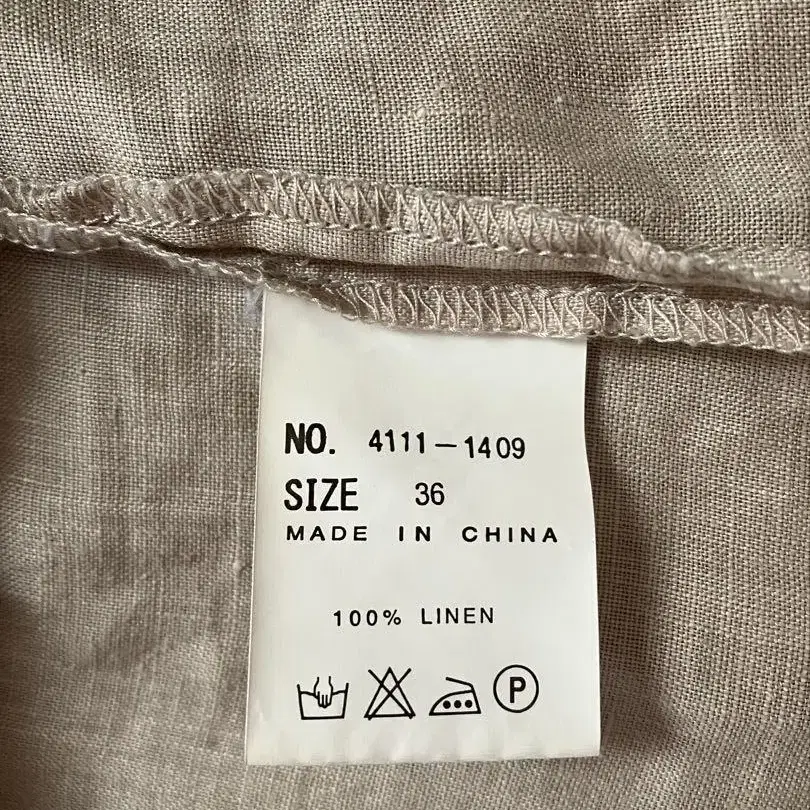 NO. 4111-1409
SIZE 36
MADE IN CHINA
100% LINEN
P